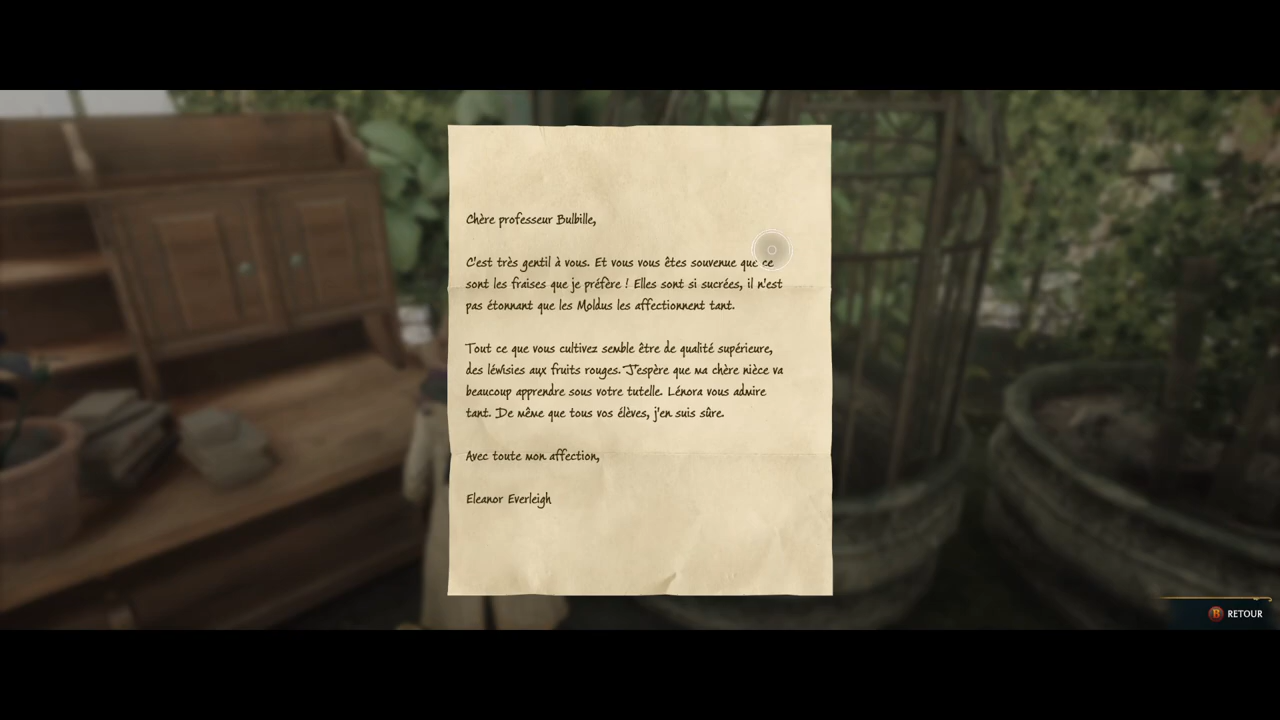 Chère professeur Bulbille,
C'est très gentil à vous. Et vous vous êtes souvenue que ce
sont les fraises que je préfère ! Elles sont si sucrées, il n'est
pas étonnant que les Moldus les affectionnent tant.
Tout ce que vous cultivez semble être de qualité supérieure,
des léwisies aux fruits rouges. J'espère que ma chère nièce va
beaucoup apprendre sous votre tutelle. Lénora vous admire
tant. De même que tous vos élèves, j'en suis sûre.
Avec toute mon affection,
Eleanor Everleigh
B RETOUR